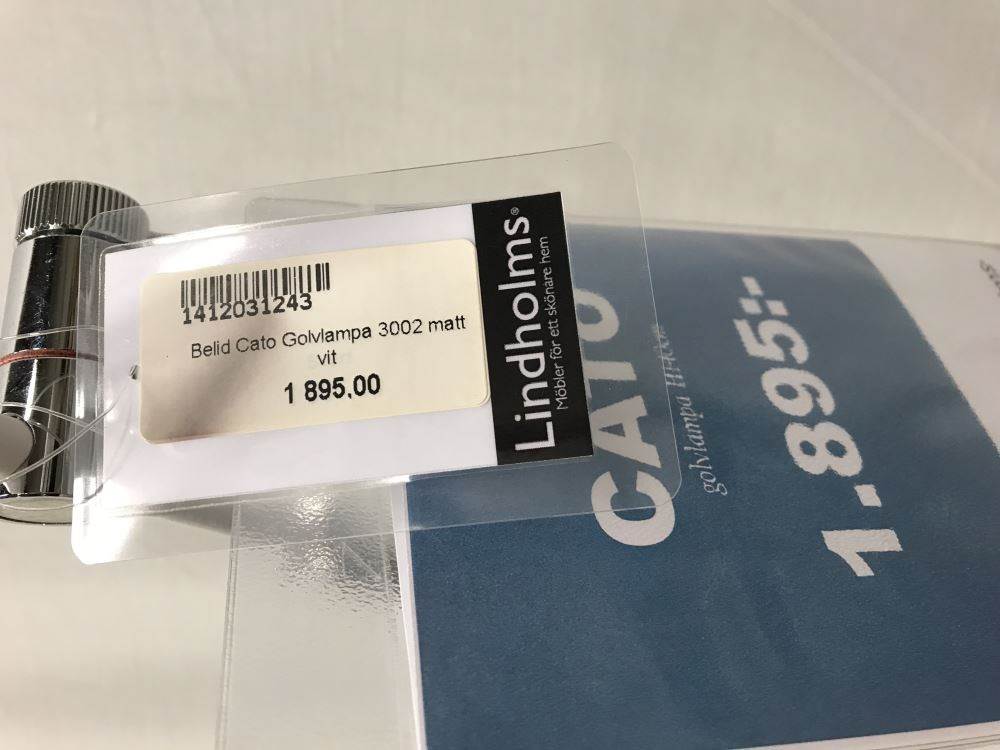 1412031243
Belid Cato Golvlampa 3002 matt
vit
1 895,00
Lindholms®
Möbler för ett skönare hem
CATO
golvlampa
1.895:-